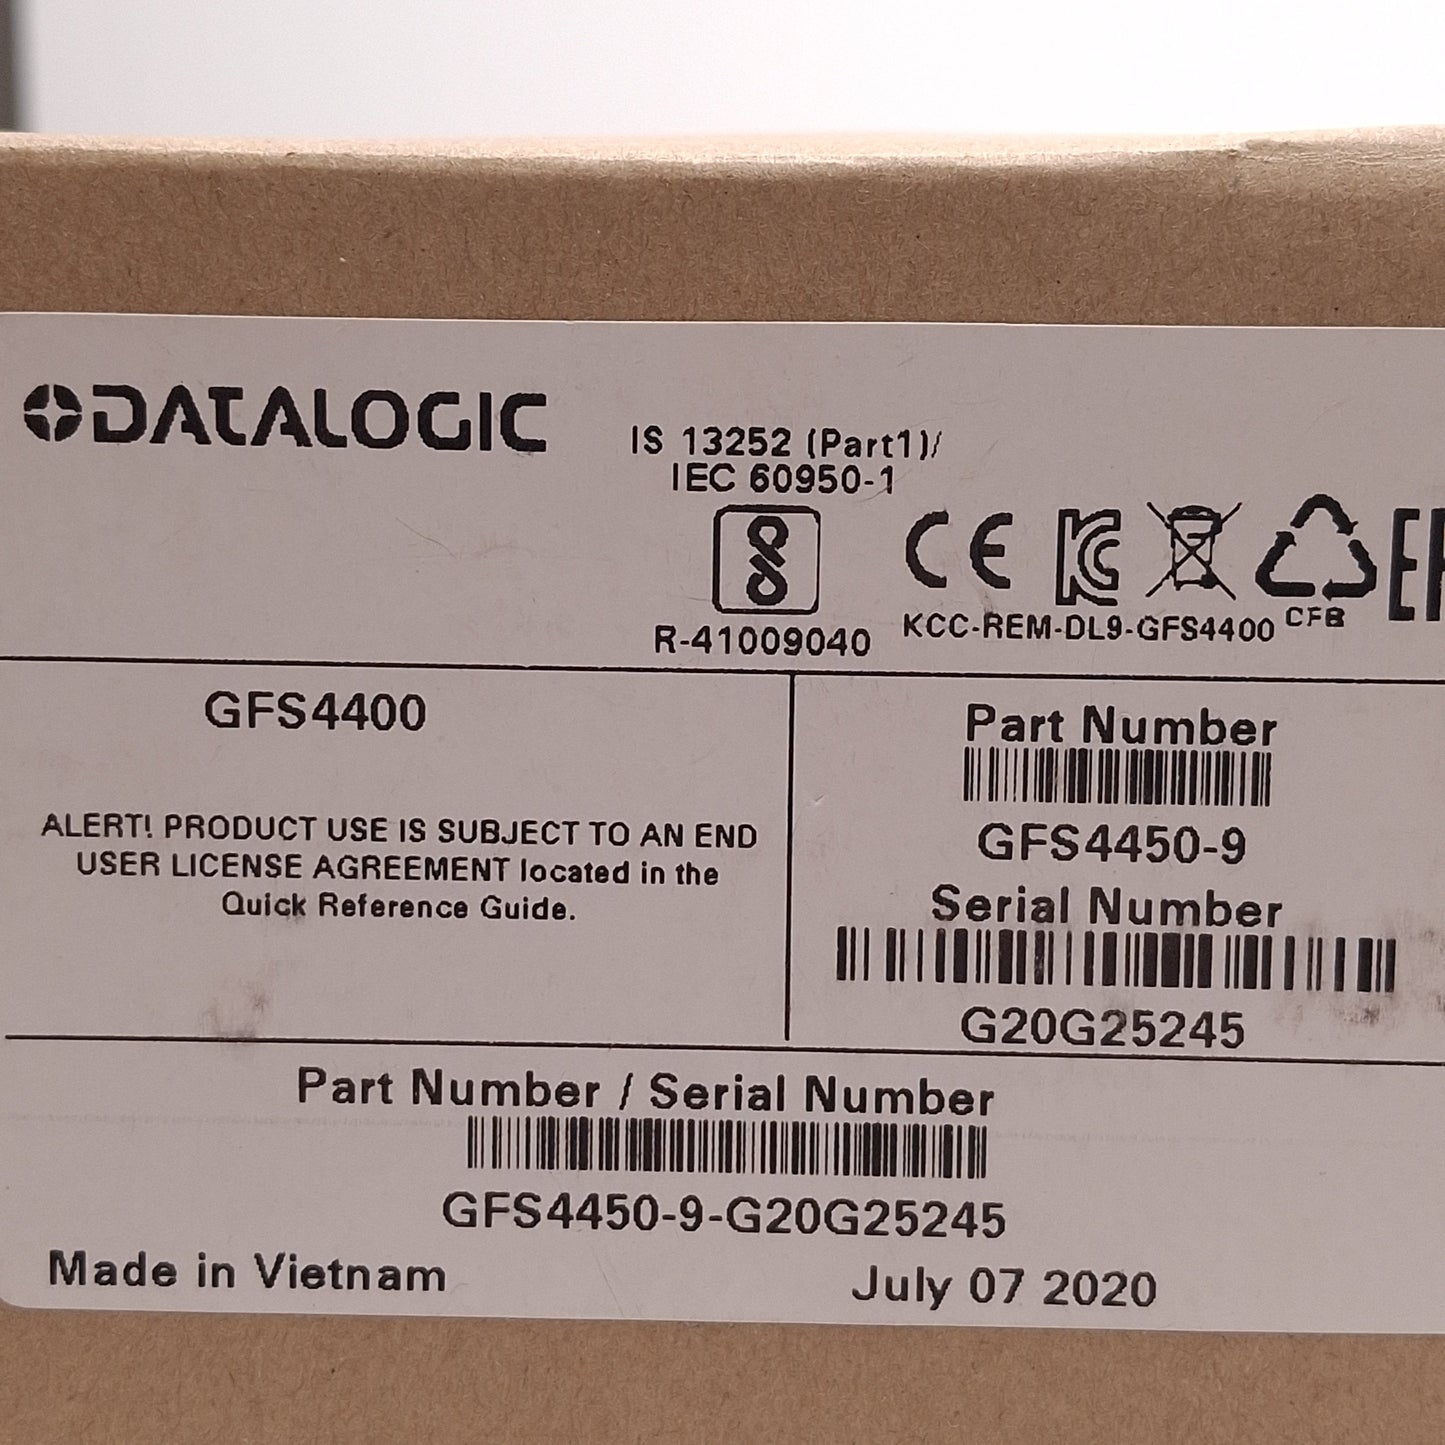 DATALOGIC
IS 13252 (Part1)/
IEC 60950-1
R-41009040
CE
KC
KCC-REM-DL9-GFS4400
CFB
GFS4400
ALERT! PRODUCT USE IS SUBJECT TO AN END
USER LICENSE AGREEMENT located in the
Quick Reference Guide.
Part Number
GFS4450-9
Serial Number
G20G25245
Part Number / Serial Number
GFS4450-9-G20G25245
Made in Vietnam
July 07 2020